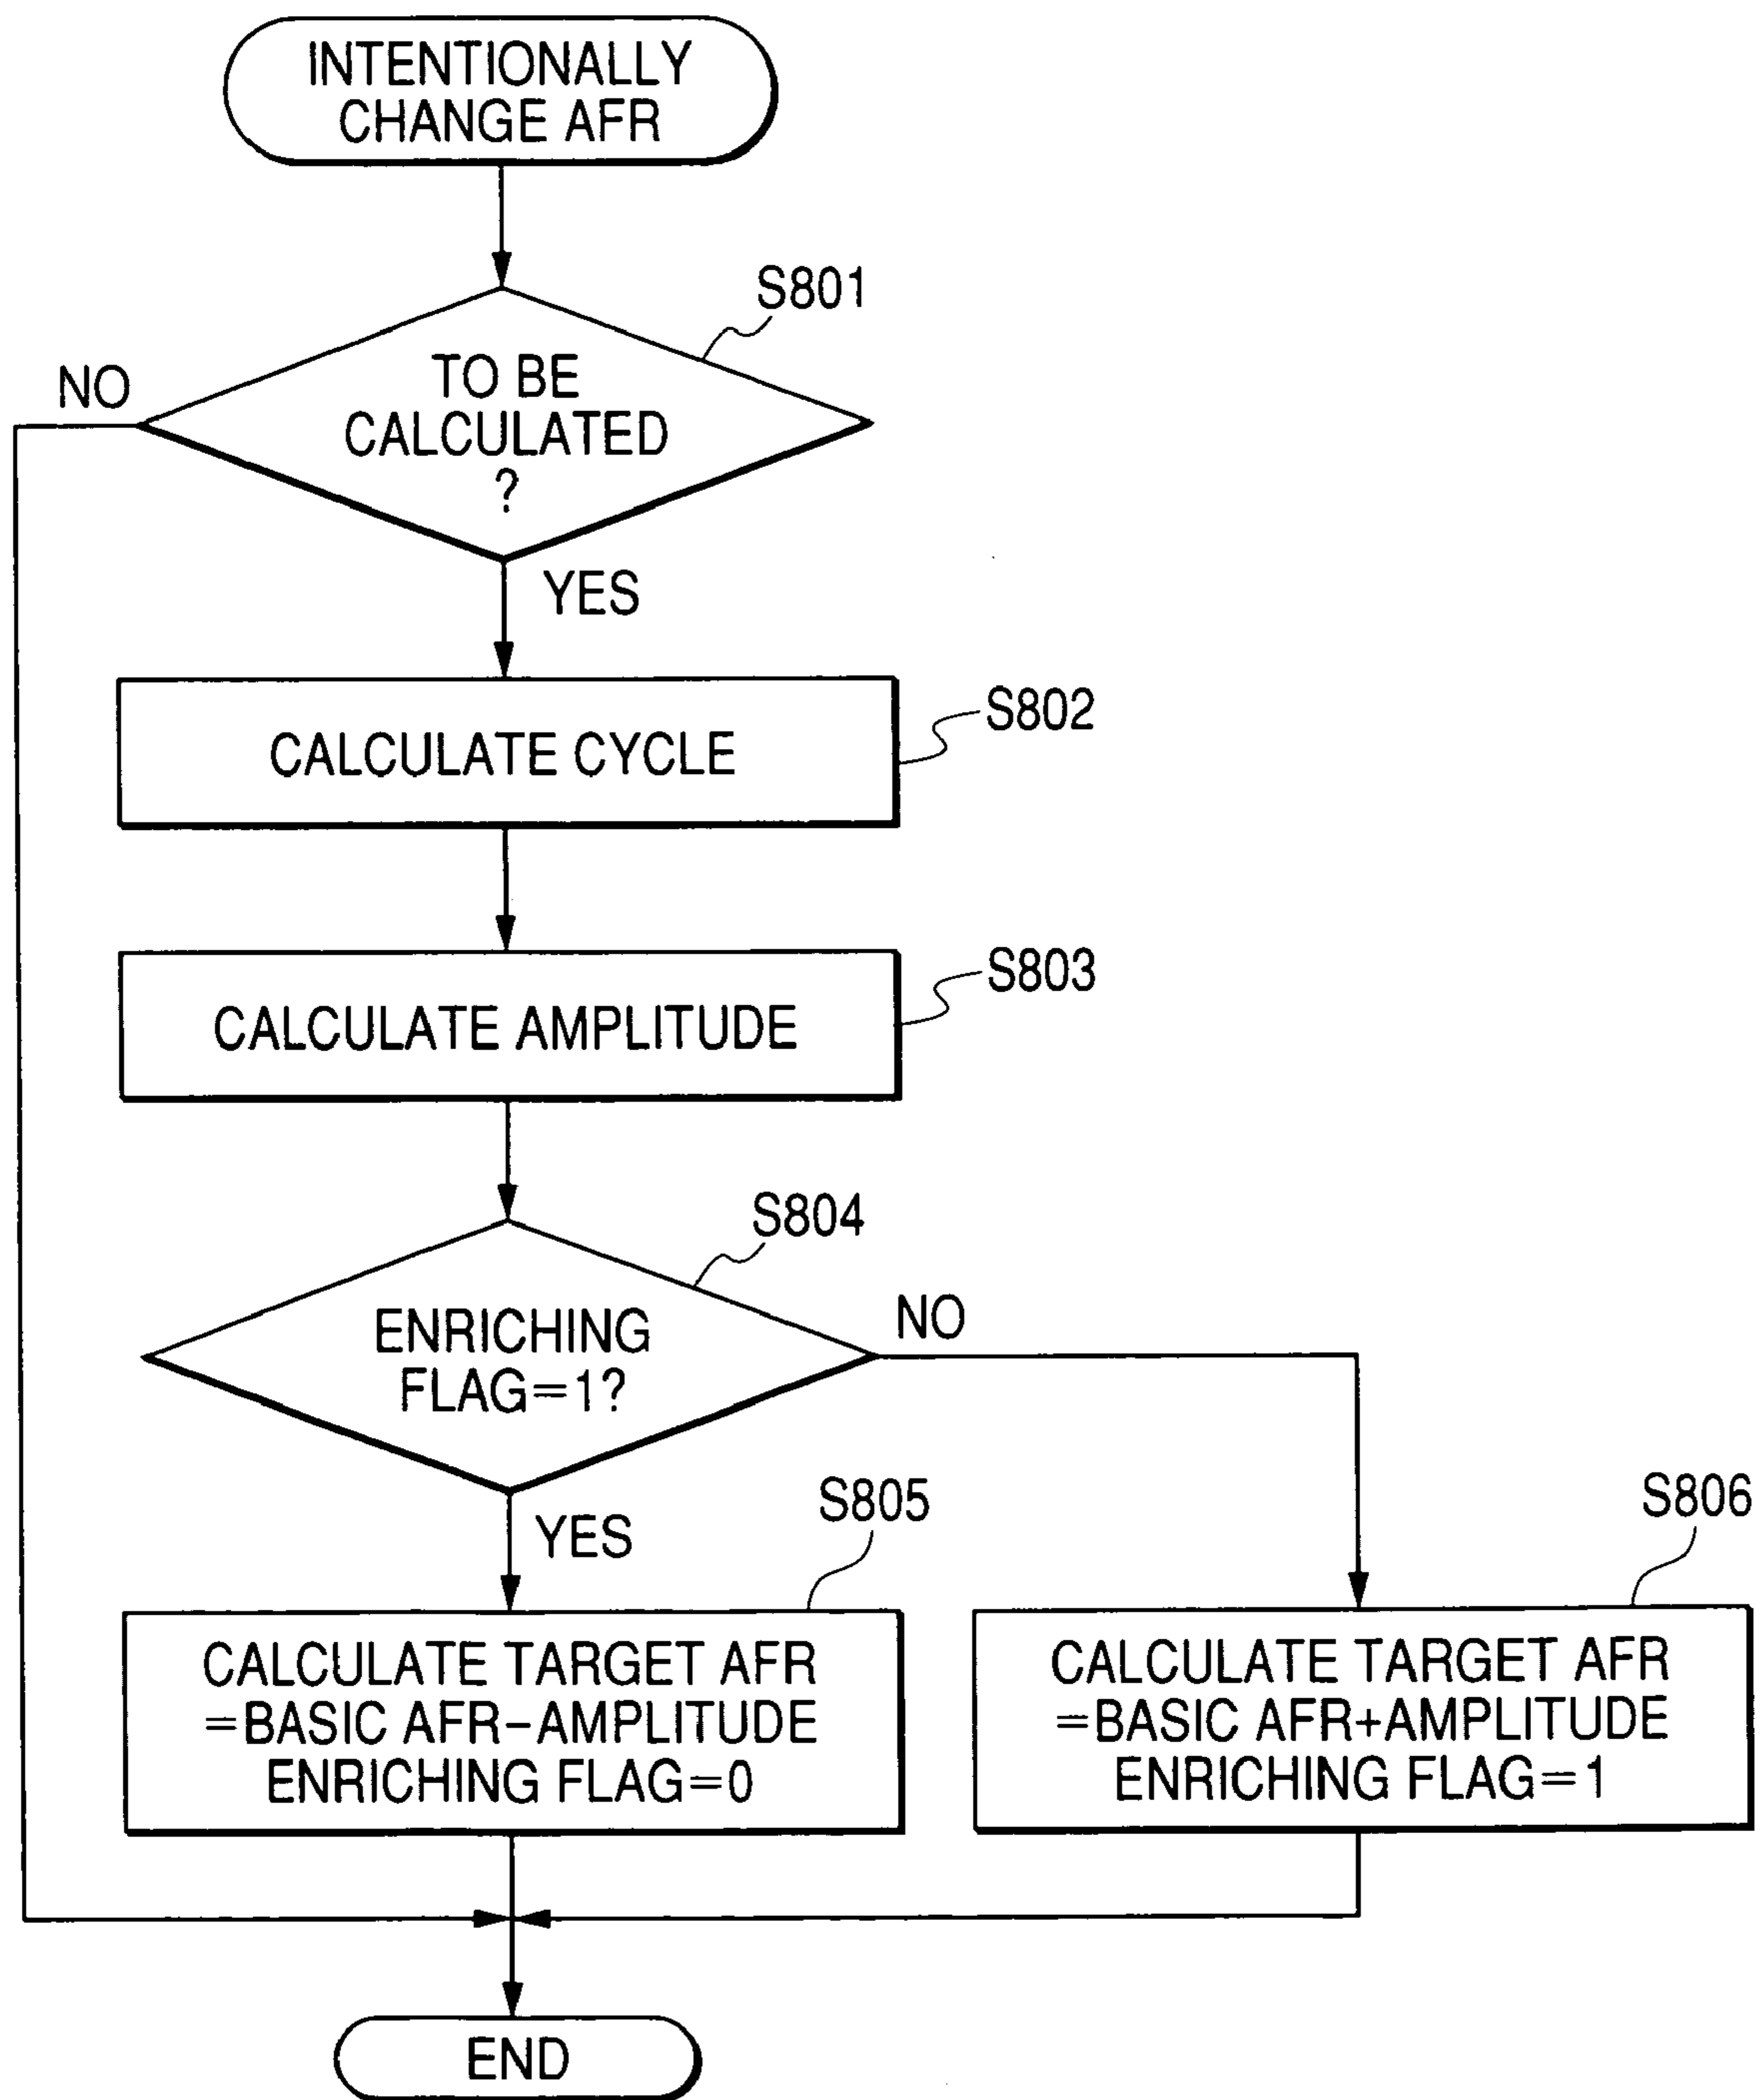 INTENTIONALLY
CHANGE AFR
S801
NO
TO BE
CALCULATED
?
YES
S802
CALCULATE CYCLE
S803
CALCULATE AMPLITUDE
S804
ENRICHING
FLAG=1?
NO
YES
S805
CALCULATE TARGET AFR
=BASIC AFR-AMPLITUDE
ENRICHING FLAG=0
S806
CALCULATE TARGET AFR
=BASIC AFR+AMPLITUDE
ENRICHING FLAG=1
END